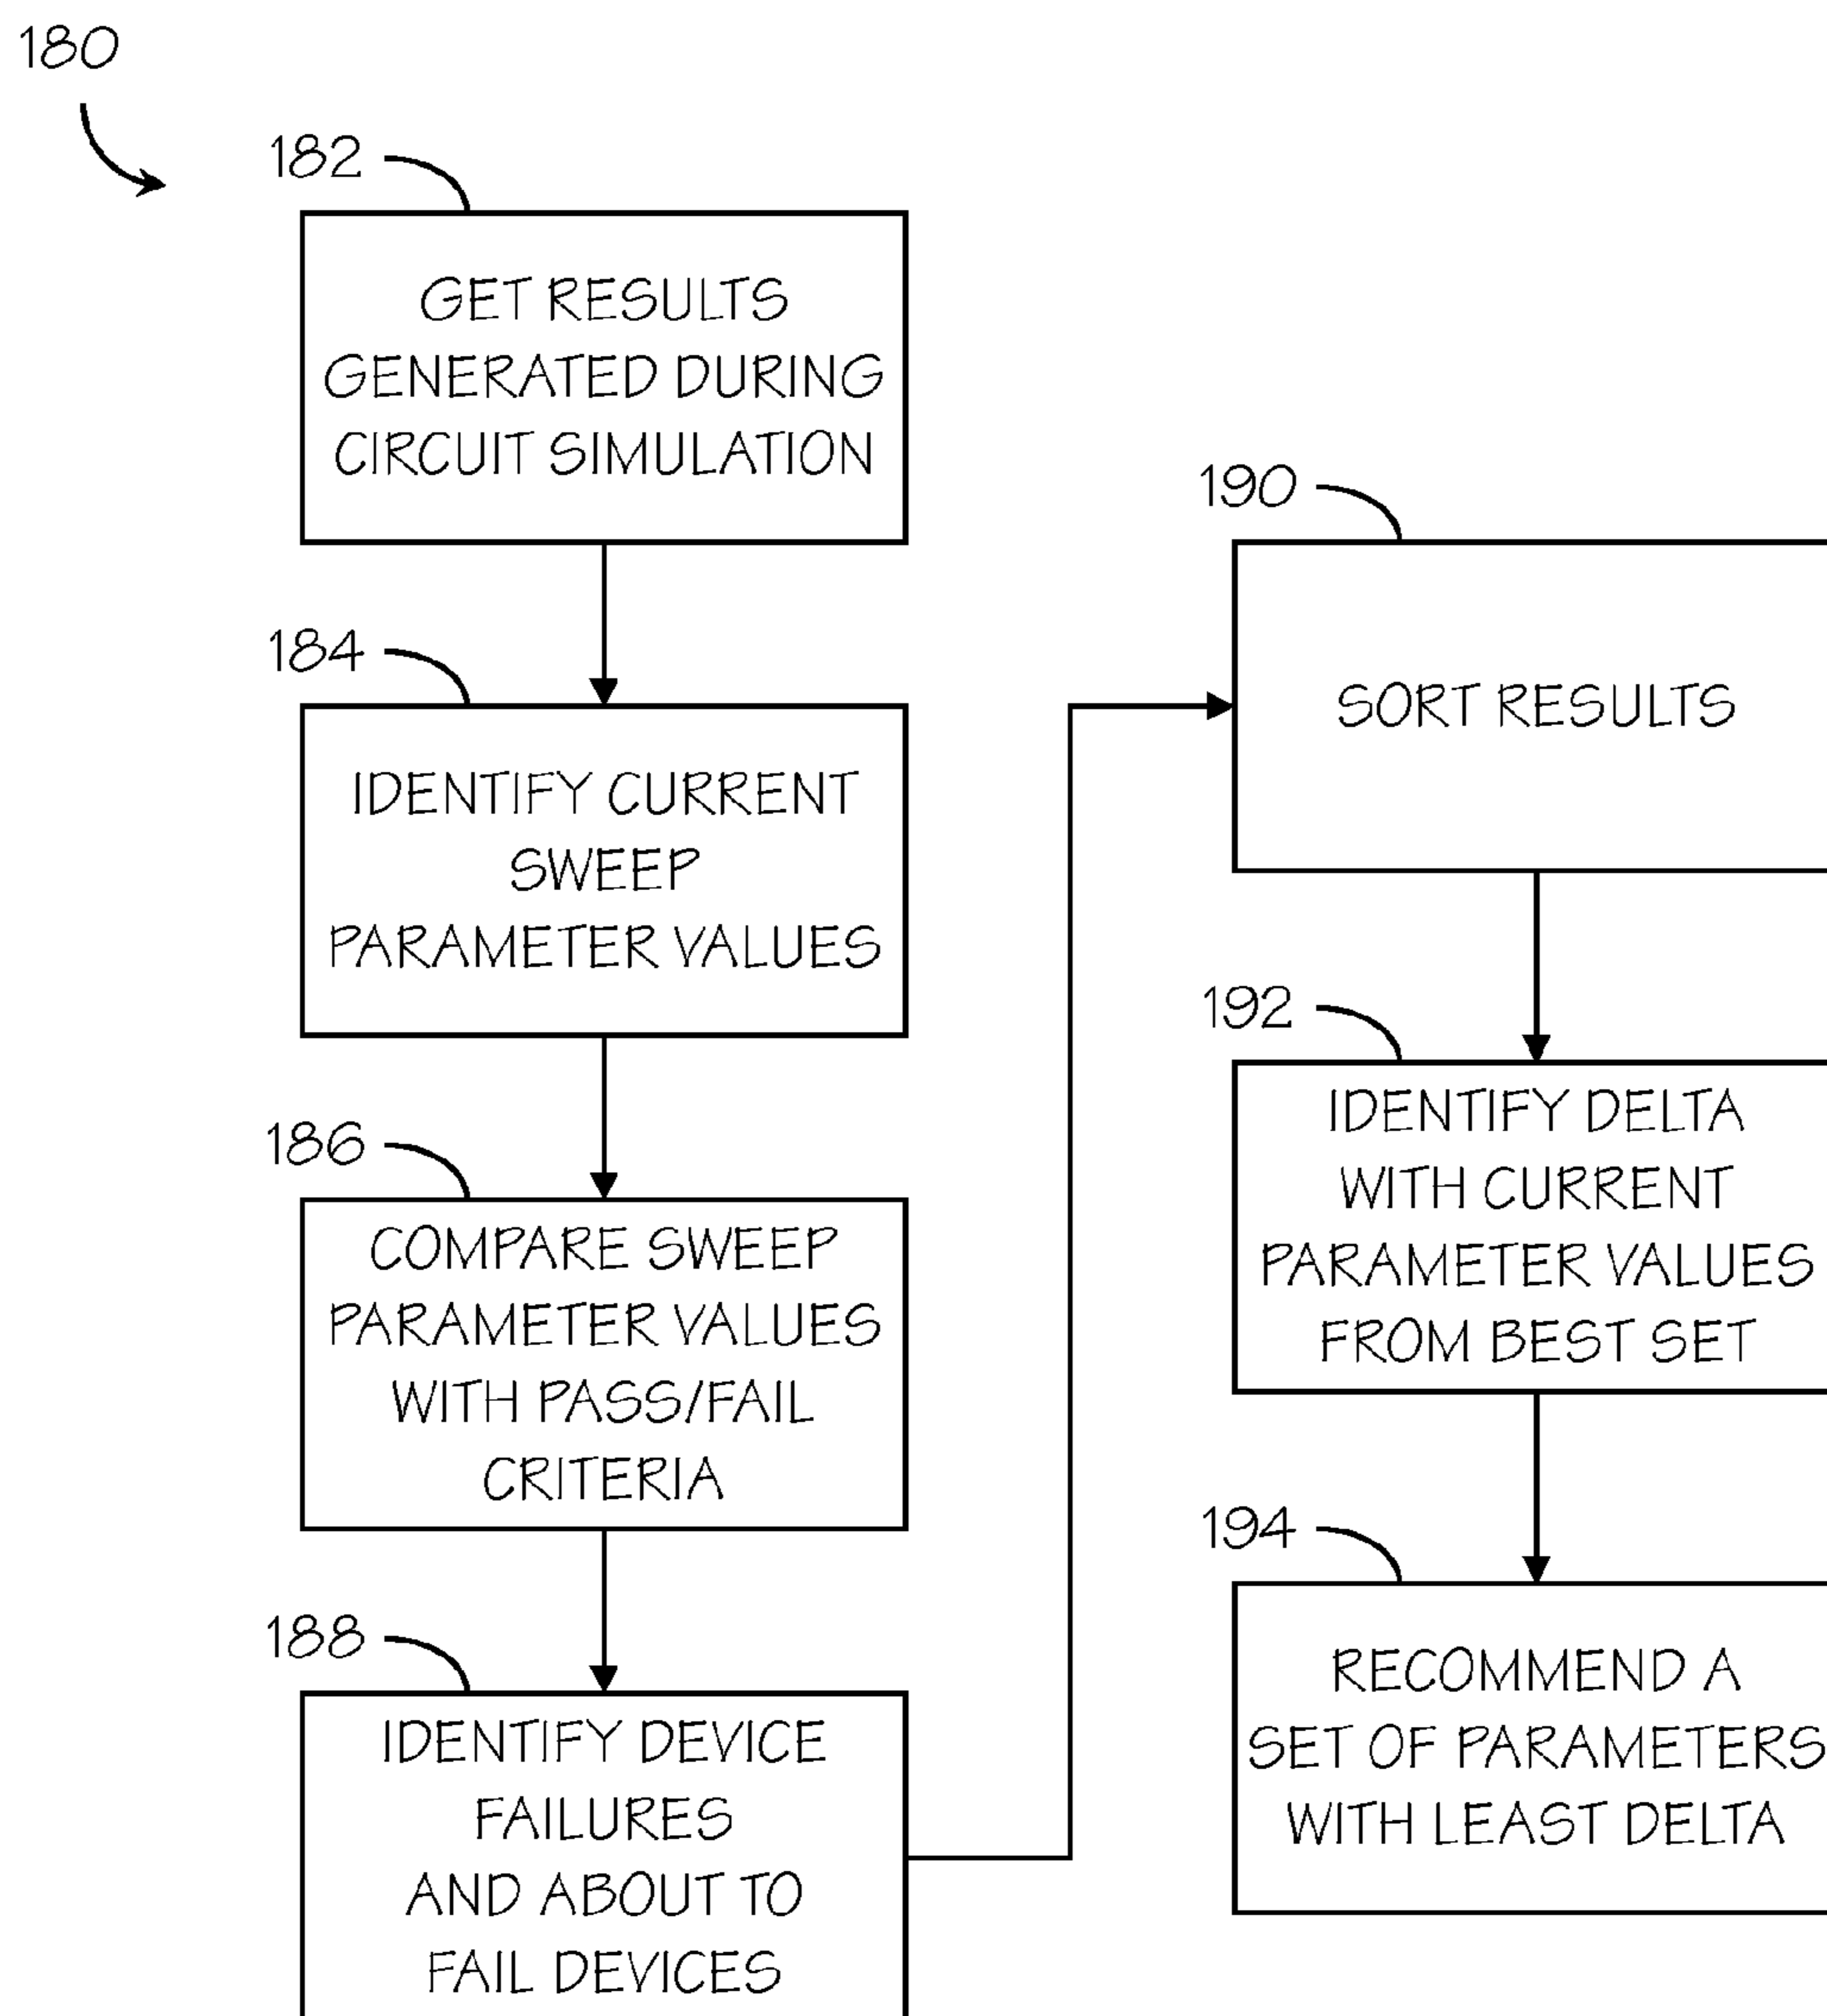 180
182
GET RESULTS
GENERATED DURING
CIRCUIT SIMULATION
184
IDENTIFY CURRENT
SWEEP
PARAMETER VALUES
186
COMPARE SWEEP
PARAMETER VALUES
WITH PASS/FAIL
CRITERIA
188
IDENTIFY DEVICE
FAILURES
AND ABOUT TO
FAIL DEVICES
190
SORT RESULTS
192
IDENTIFY DELTA
WITH CURRENT
PARAMETER VALUES
FROM BEST SET
194
RECOMMEND A
SET OF PARAMETERS
WITH LEAST DELTA